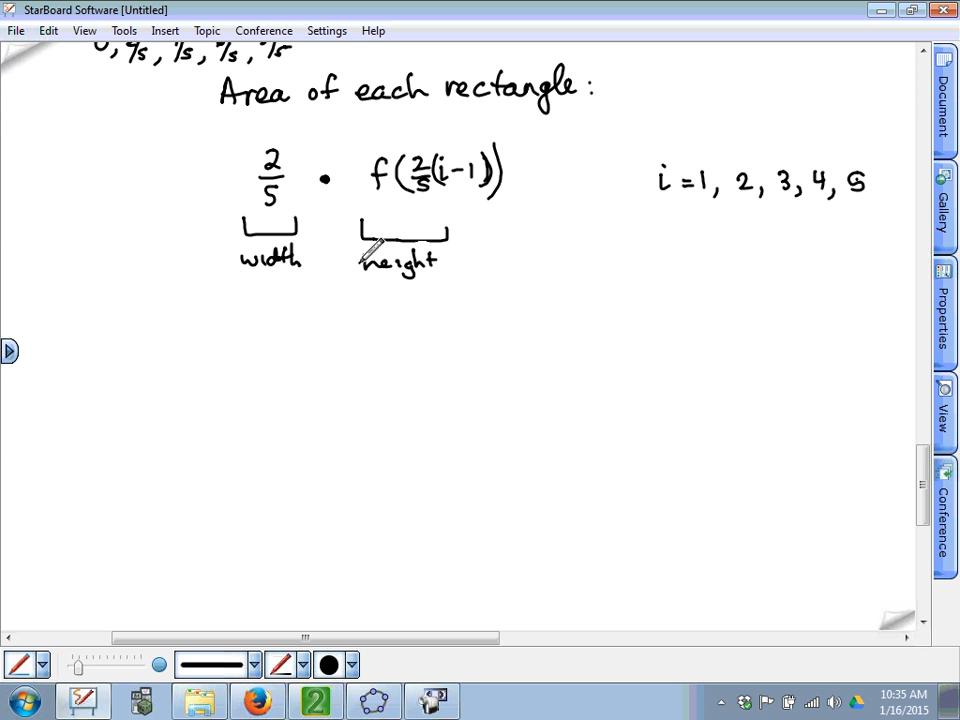 StarBoard Software [Untitled]
File Edit View Tools Insert Topic Conference Settings Help
Area of each rectangle:
2/5 • f(2/5(i-1))
i = 1, 2, 3, 4, 5
width height
Document
Gallery
Properties
View
Conference
10:35 AM
1/16/2015